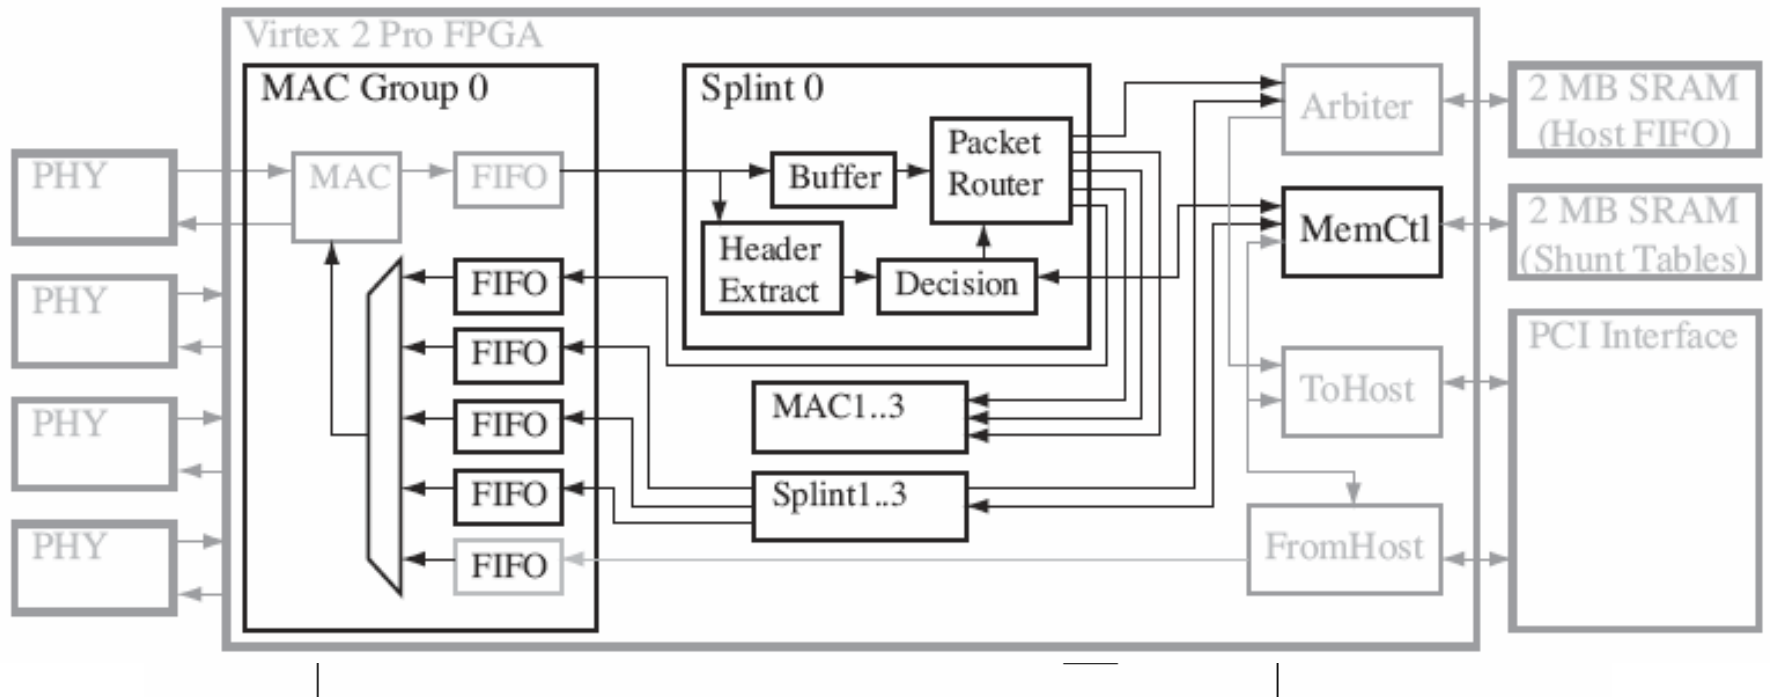 Virtex 2 Pro FPGA
MAC Group 0
Splint 0
PHY
MAC
FIFO
Buffer
Packet
Router
Arbiter
2 MB SRAM
(Host FIFO)
Header
Extract
Decision
MemCtl
2 MB SRAM
(Shunt Tables)
PHY
FIFO
FIFO
PCI Interface
PHY
FIFO
MAC1..3
ToHost
FIFO
Splint1..3
PHY
FIFO
FromHost